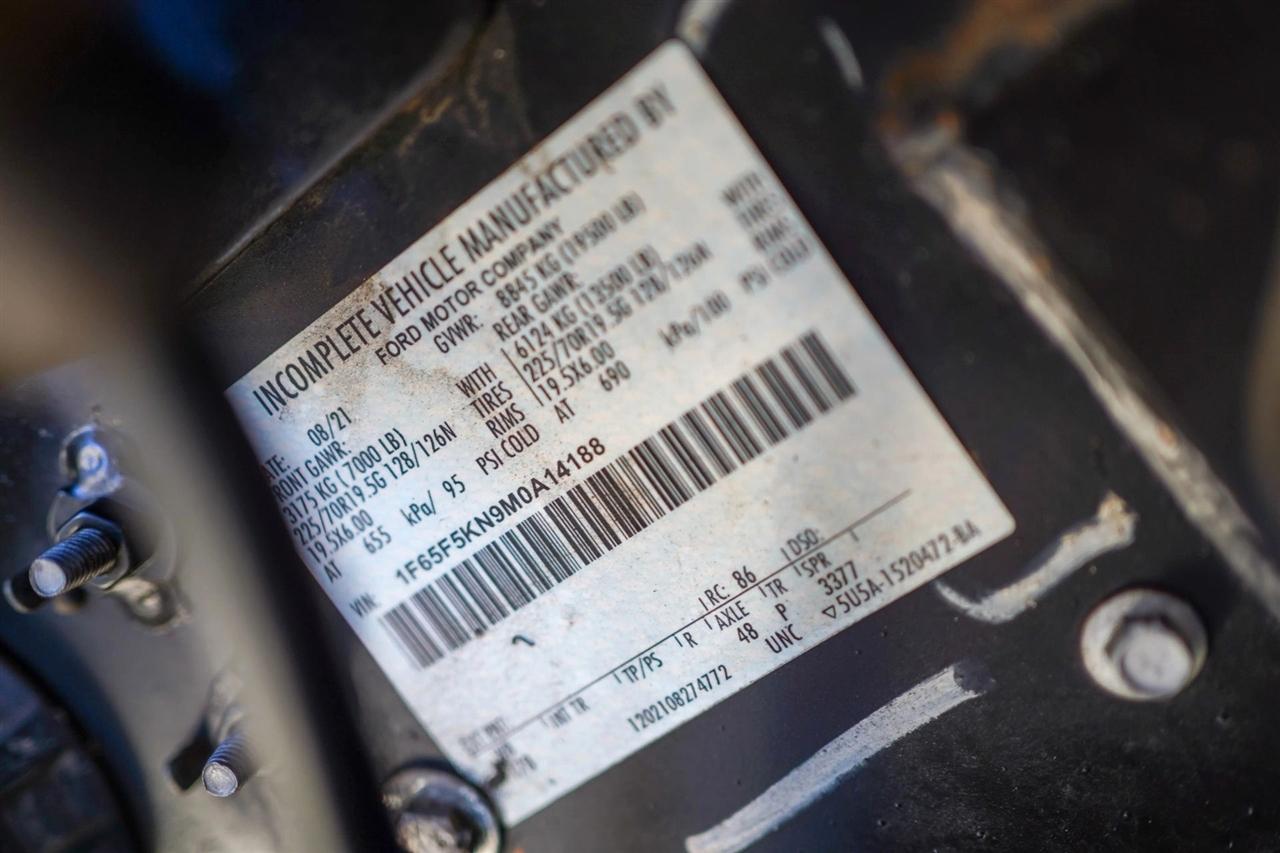 INCOMPLETE VEHICLE MANUFACTURED BY
FORD MOTOR COMPANY
DATE: 08/21 GVWR: 8845 KG (19500 LB)
FRONT GAWR: REAR GAWR:
3175 KG (7000 LB) WITH 6124 KG (13500 LB) WITH
225/70R19.5G 128/126N TIRES 225/70R19.5G 128/126N TIRES
19.5X6.00 RIMS 19.5X6.00 RIMS
AT 655 kPa/ 95 PSI COLD AT 690 kPa/100 PSI COLD
VIN: 1F65F5KN9M0A14188
RC: 86 DSO:
EXT PNT INT TR TP/PS R AXLE TR SPR
48 P 3377
1202108274772 UNC ▽5U5A-1520472-BA